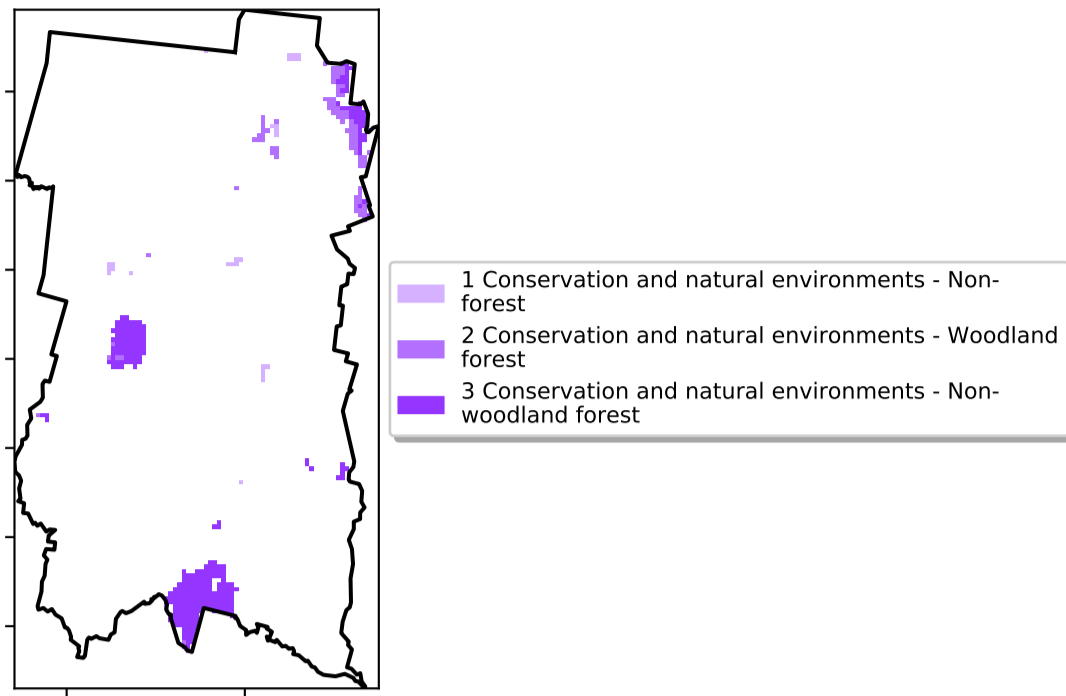 1 Conservation and natural environments - Non-
forest
2 Conservation and natural environments - Woodland
forest
3 Conservation and natural environments - Non-
woodland forest